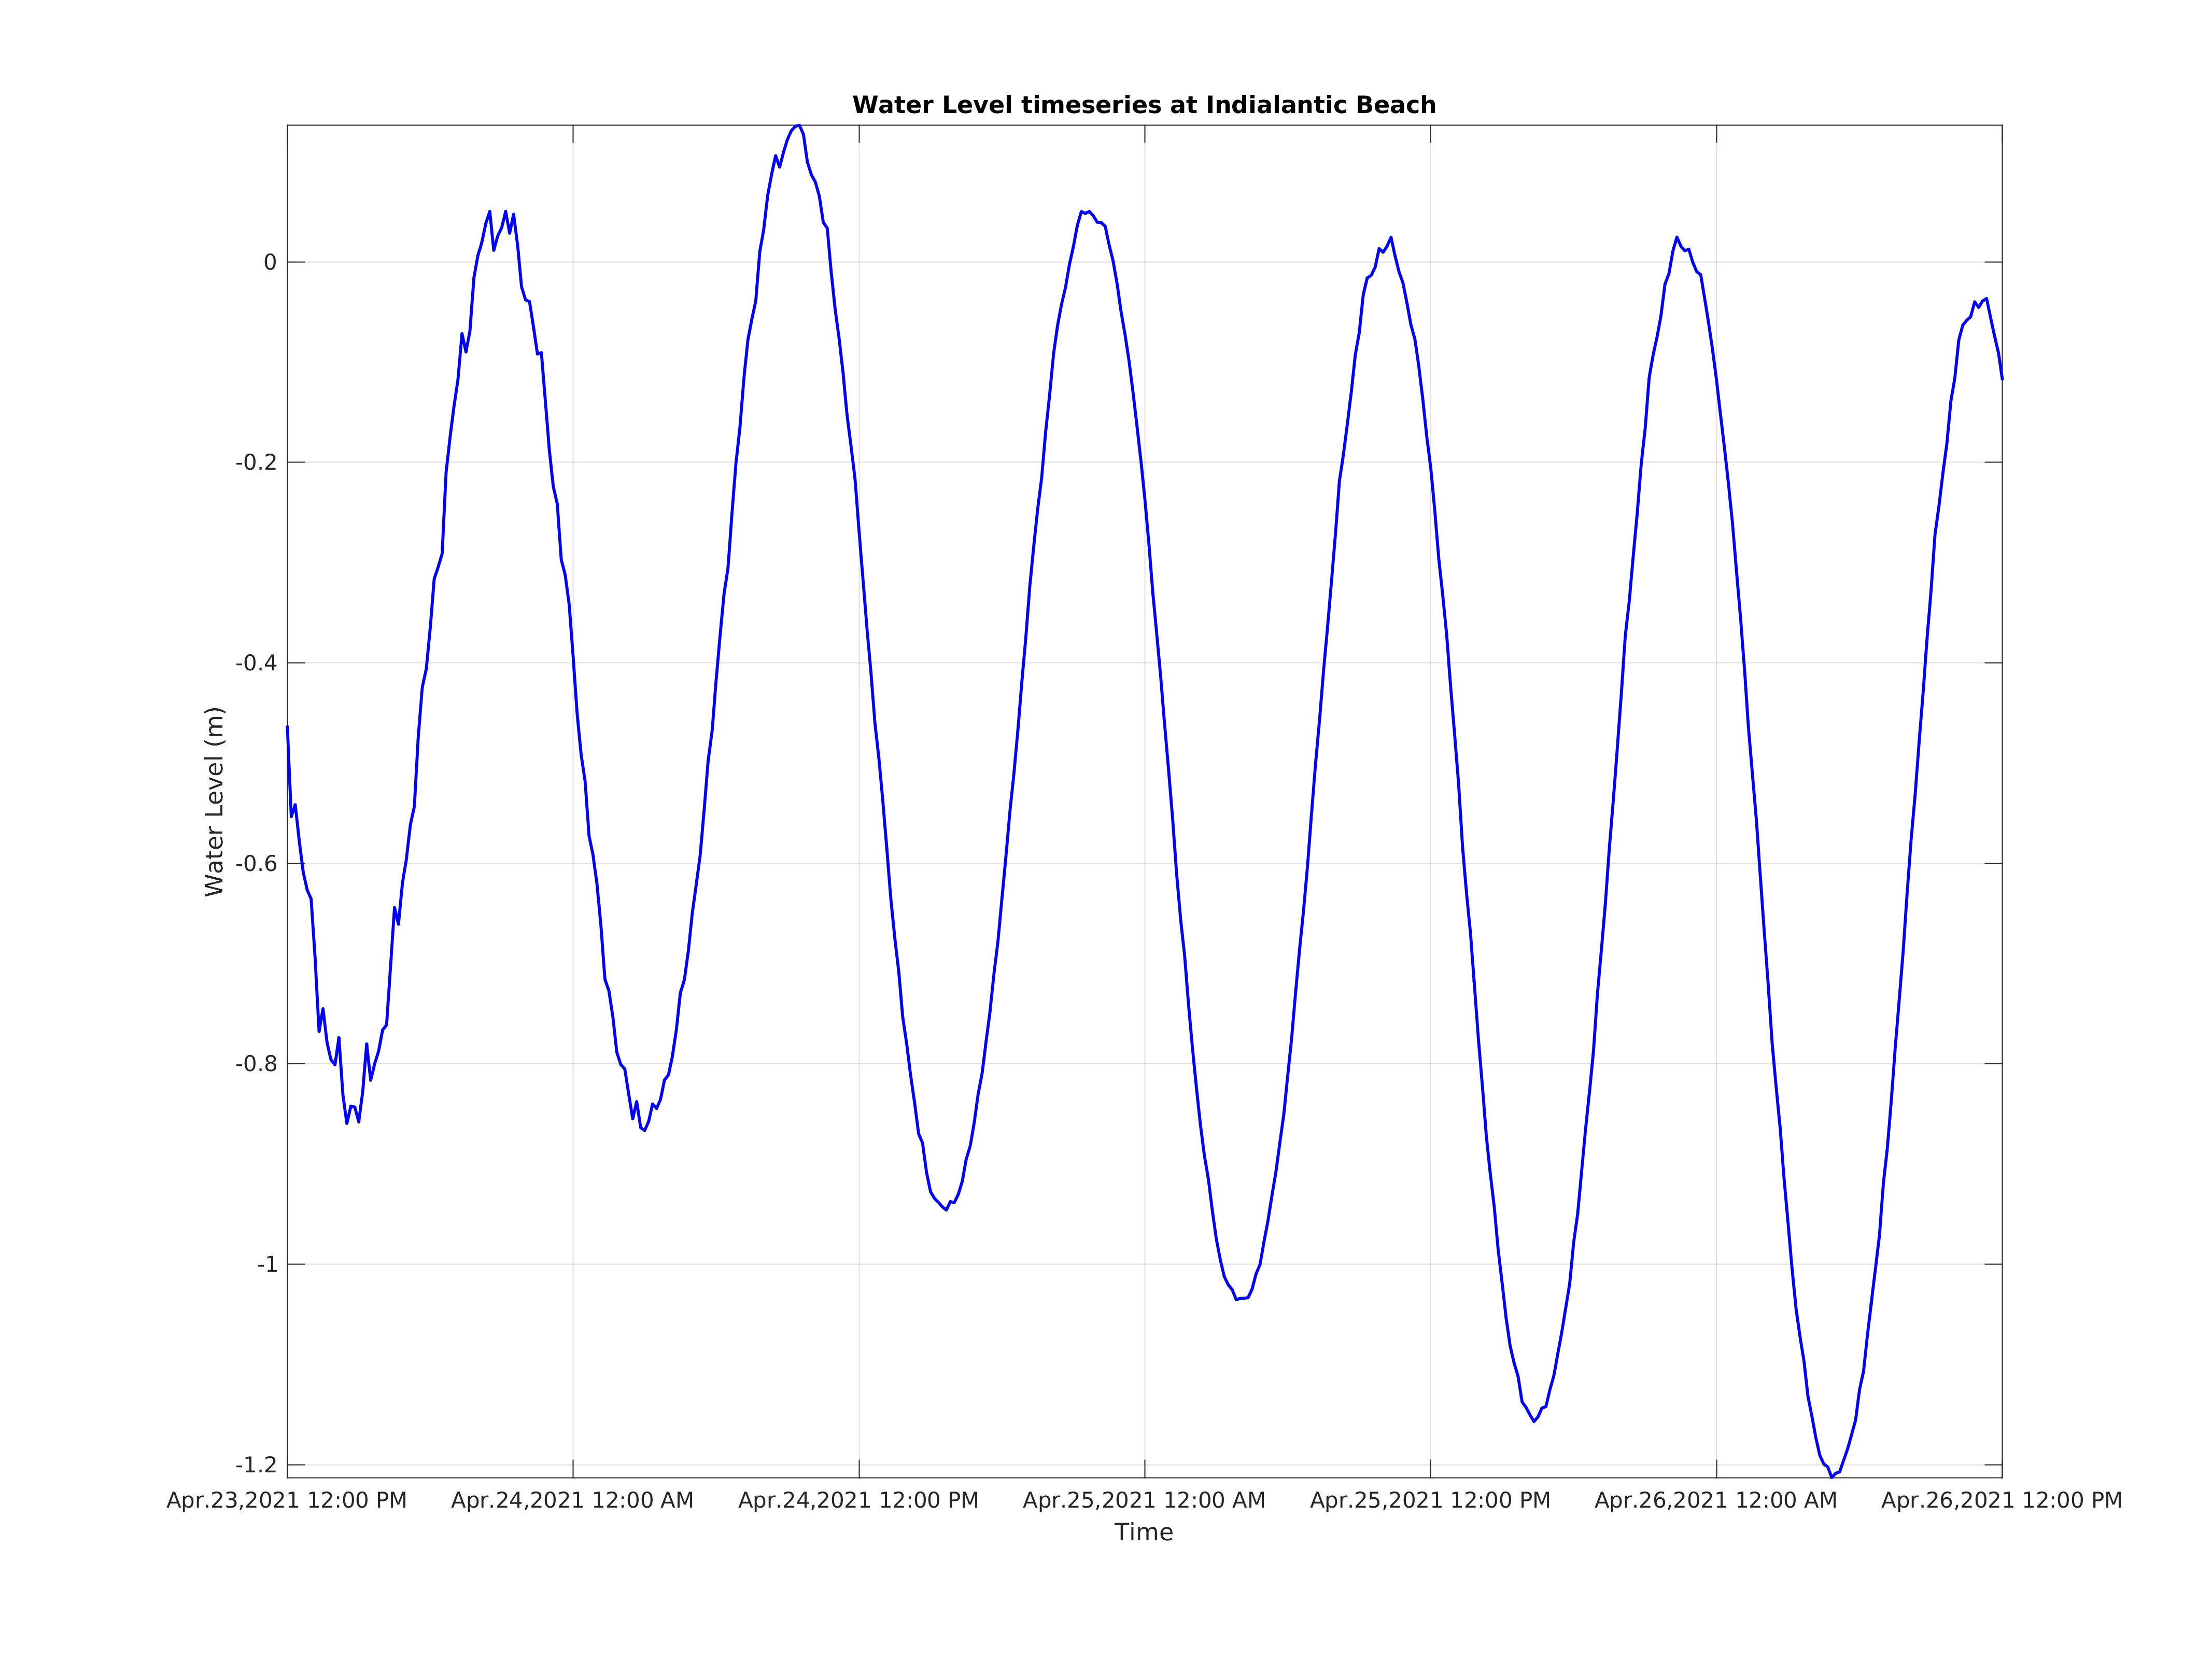 Water Level timeseries at Indialantic Beach
0
-0.2
-0.4
-0.6
-0.8
-1
-1.2
Water Level (m)
Apr.23,2021 12:00 PM Apr.24,2021 12:00 AM Apr.24,2021 12:00 PM Apr.25,2021 12:00 AM Apr.25,2021 12:00 PM Apr.26,2021 12:00 AM Apr.26,2021 12:00 PM
Time